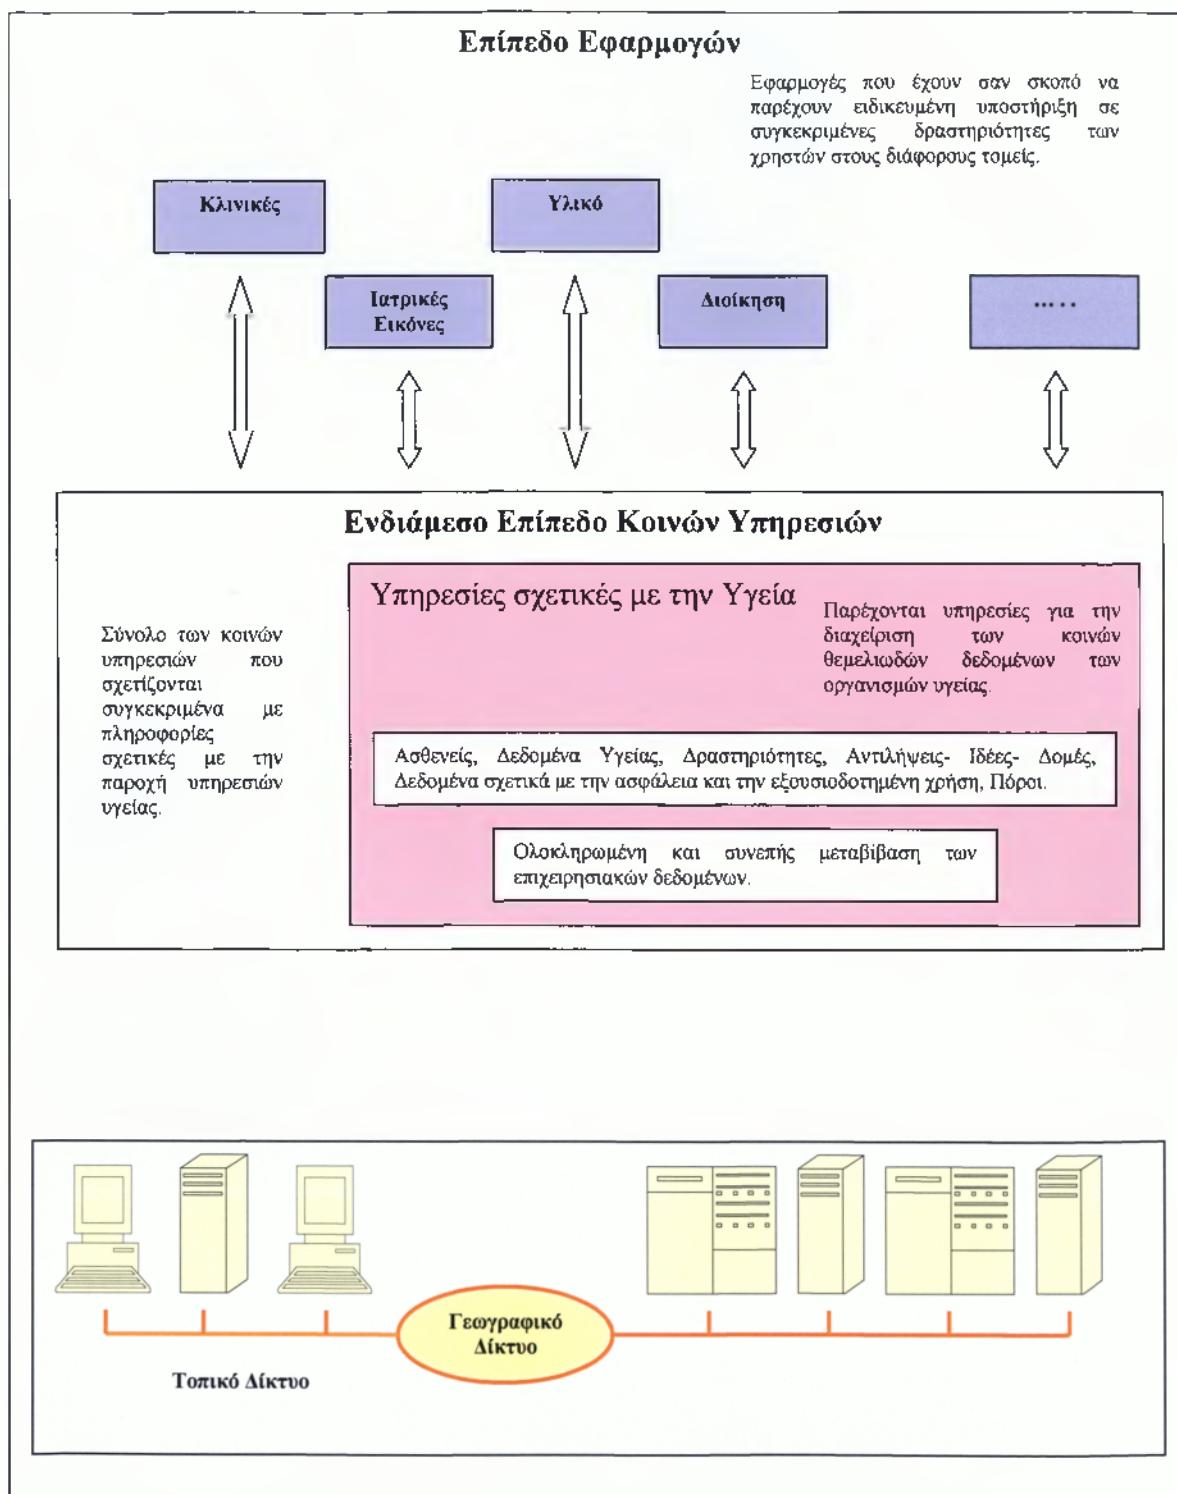 Επίπεδο Εφαρμογών
Εφαρμογές που έχουν σαν σκοπό να
παρέχουν ειδικευμένη υποστήριξη σε
συγκεκριμένες δραστηριότητες των
χρηστών στους διάφορους τομείς.
Κλινικές
Υλικό
Ιατρικές
Εικόνες
Διοίκηση
.....
Ενδιάμεσο Επίπεδο Κοινών Υπηρεσιών
Υπηρεσίες σχετικές με την Υγεία
Παρέχονται υπηρεσίες για την
διαχείριση των κοινών
θεμελιωδών δεδομένων των
οργανισμών υγείας.
Σύνολο των κοινών
υπηρεσιών που
σχετίζονται
συγκεκριμένα με
πληροφορίες
σχετικές με την
παροχή υπηρεσιών
υγείας.
Ασθενείς, Δεδομένα Υγείας, Δραστηριότητες, Αντιλήψεις- Ιδέες- Δομές,
Δεδομένα σχετικά με την ασφάλεια και την εξουσιοδοτημένη χρήση, Πόροι.
Ολοκληρωμένη και συνεπής μεταβίβαση των
επιχειρησιακών δεδομένων.
Γεωγραφικό
Δίκτυο
Τοπικό Δίκτυο